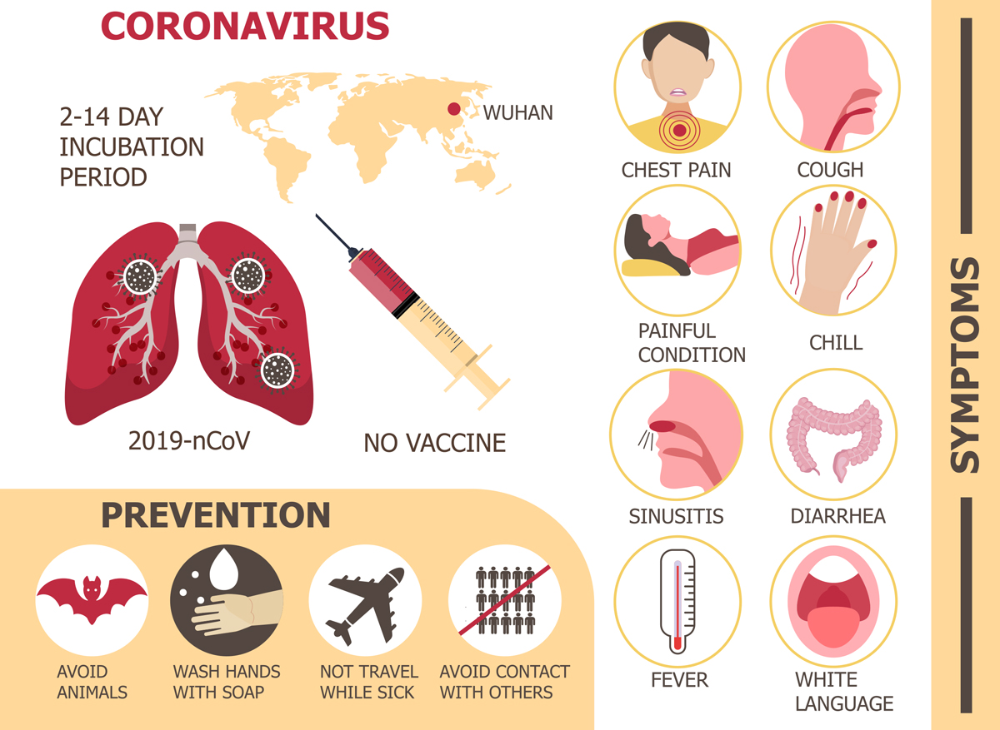 CORONAVIRUS
2-14 DAY
INCUBATION
PERIOD
WUHAN
2019-nCoV
NO VACCINE
PREVENTION
AVOID
ANIMALS
WASH HANDS
WITH SOAP
NOT TRAVEL
WHILE SICK
AVOID CONTACT
WITH OTHERS
CHEST PAIN
COUGH
PAINFUL
CONDITION
CHILL
SINUSITIS
DIARRHEA
FEVER
WHITE
LANGUAGE
SYMPTOMS